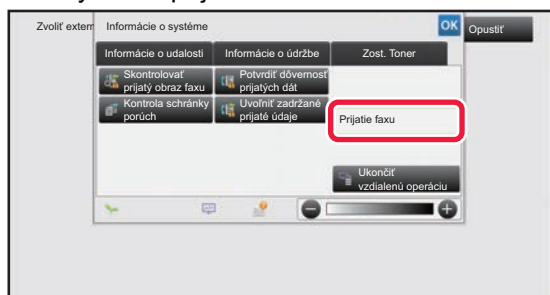 Zvoliť extern
Informácie o systéme
OK
Opustiť
Informácie o udalosti
Informácie o údržbe
Zost. Toner
Skontrolovať
prijatý obraz faxu
Potvrdiť dôvernosť
prijatých dát
Kontrola schránky
porúch
Uvoľniť zadržané
prijaté údaje
Prijatie faxu
Ukončiť
vzdialenú operáciu